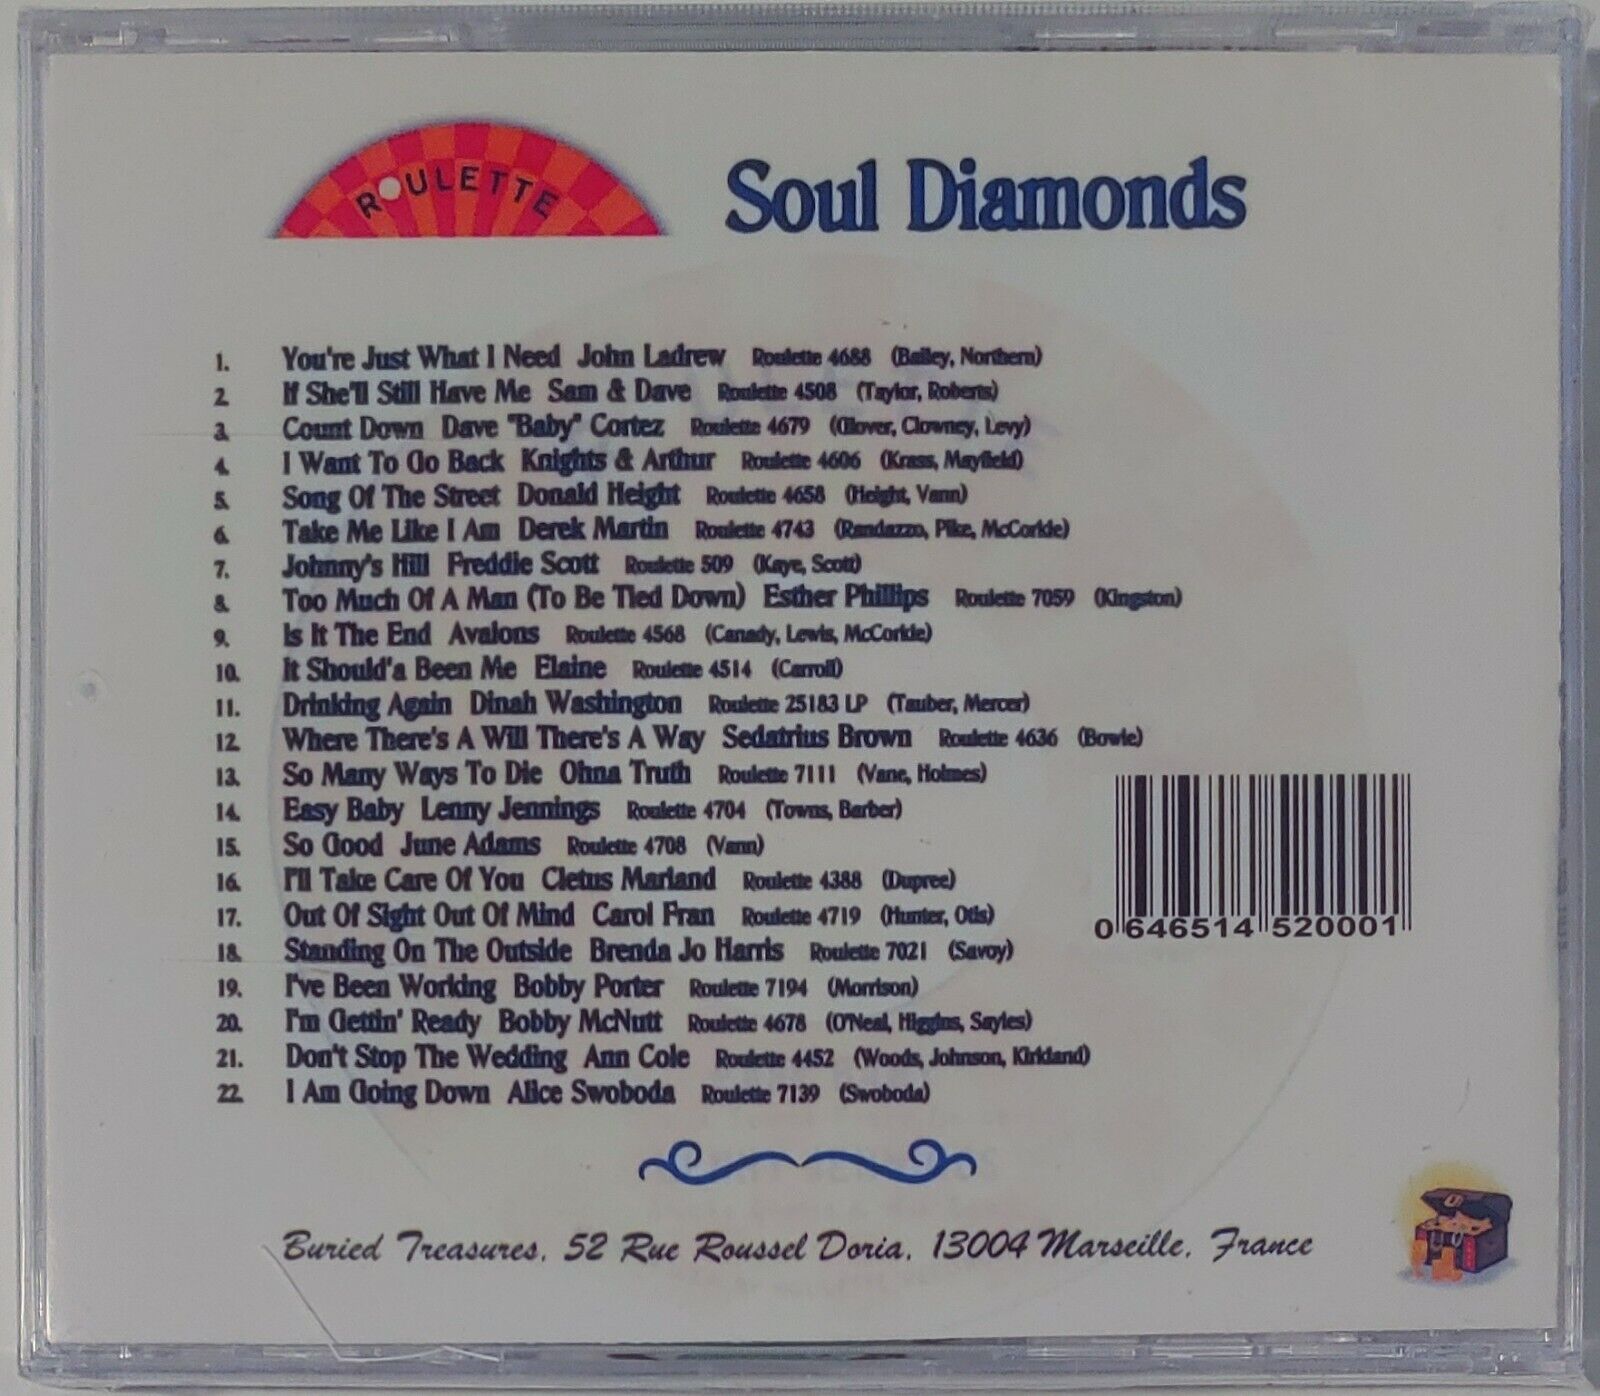 ROULETTE
Soul Diamonds
1. You're Just What I Need John Ladrew Roulette 4688 (Bailey, Northern)
2. If She'll Still Have Me Sam & Dave Roulette 4508 (Taylor, Roberts)
3. Count Down Dave "Baby" Cortez Roulette 4679 (Glover, Clowney, Levy)
4. I Want To Go Back Knights & Arthur Roulette 4606 (Krass, Mayfield)
5. Song Of The Street Donald Height Roulette 4658 (Height, Vann)
6. Take Me Like I Am Derek Martin Roulette 4743 (Randazzo, Pike, McCorkle)
7. Johnny's Hill Freddie Scott Roulette 509 (Kaye, Scott)
8. Too Much Of A Man (To Be Tied Down) Esther Phillips Roulette 7059 (Kingston)
9. Is It The End Avalons Roulette 4568 (Canady, Lewis, McCorkle)
10. It Should'a Been Me Elaine Roulette 4514 (Carroll)
11. Drinking Again Dinah Washington Roulette 25183 LP (Tauber, Mercer)
12. Where There's A Will There's A Way Sedatrius Brown Roulette 4636 (Bowie)
13. So Many Ways To Die Ohna Truth Roulette 7111 (Vane, Holmes)
14. Easy Baby Lenny Jennings Roulette 4704 (Towns, Barber)
15. So Good June Adams Roulette 4708 (Vann)
16. I'll Take Care Of You Cletus Marland Roulette 4388 (Dupree)
17. Out Of Sight Out Of Mind Carol Fran Roulette 4719 (Hunter, Otis)
18. Standing On The Outside Brenda Jo Harris Roulette 7021 (Savoy)
19. I've Been Working Bobby Porter Roulette 7194 (Morrison)
20. I'm Gettin' Ready Bobby McNutt Roulette 4678 (O'Neal, Higgins, Sayles)
21. Don't Stop The Wedding Ann Cole Roulette 4452 (Woods, Johnson, Kirkland)
22. I Am Going Down Alice Swoboda Roulette 7139 (Swoboda)
0 646514 520001
Buried Treasures, 52 Rue Roussel Doria, 13004 Marseille, France